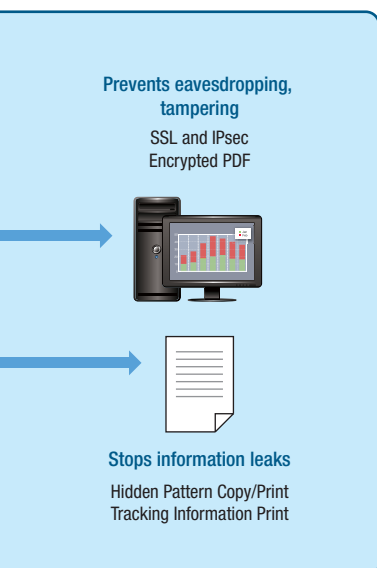 Prevents eavesdropping,
tampering
SSL and IPsec
Encrypted PDF
Stops information leaks
Hidden Pattern Copy/Print
Tracking Information Print